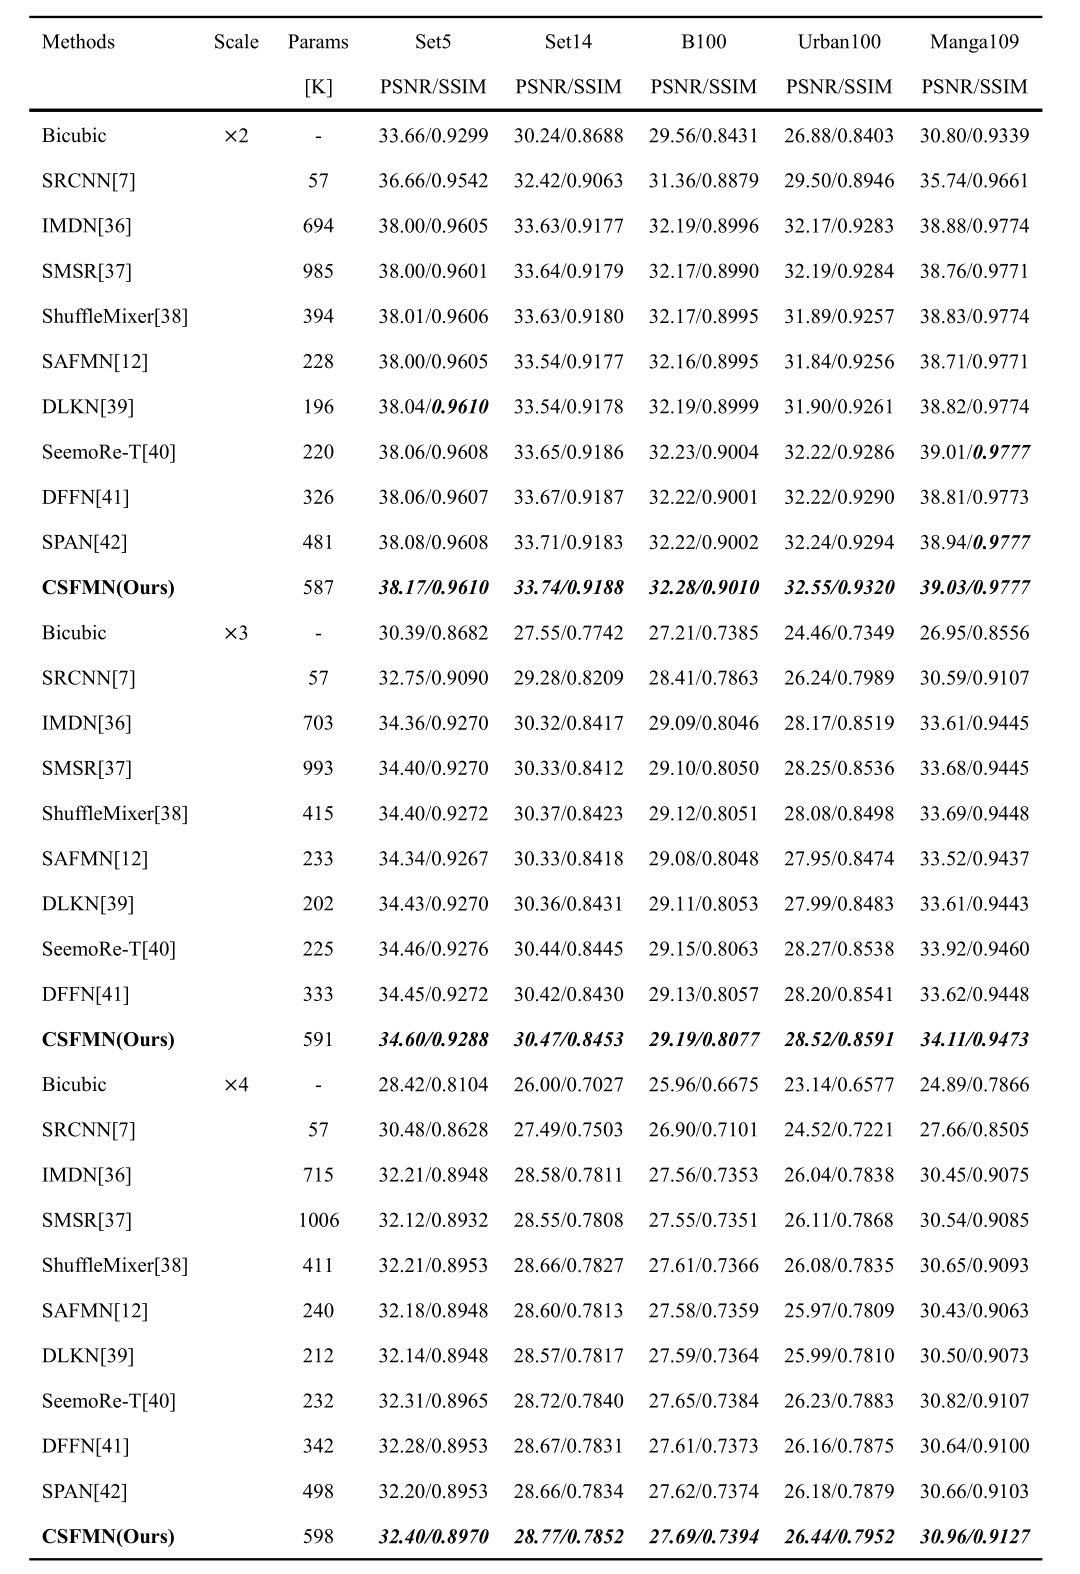 Methods Scale Params Set5 Set14 B100 Urban100 Manga109
[K] PSNR/SSIM PSNR/SSIM PSNR/SSIM PSNR/SSIM PSNR/SSIM
Bicubic ×2 - 33.66/0.9299 30.24/0.8688 29.56/0.8431 26.88/0.8403 30.80/0.9339
SRCNN[7] 57 36.66/0.9542 32.42/0.9063 31.36/0.8879 29.50/0.8946 35.74/0.9661
IMDN[36] 694 38.00/0.9605 33.63/0.9177 32.19/0.8996 32.17/0.9283 38.88/0.9774
SMSR[37] 985 38.00/0.9601 33.64/0.9179 32.17/0.8990 32.19/0.9284 38.76/0.9771
ShuffleMixer[38] 394 38.01/0.9606 33.63/0.9180 32.17/0.8995 31.89/0.9257 38.83/0.9774
SAFMN[12] 228 38.00/0.9605 33.54/0.9177 32.16/0.8995 31.84/0.9256 38.71/0.9771
DLKN[39] 196 38.04/0.9610 33.54/0.9178 32.19/0.8999 31.90/0.9261 38.82/0.9774
SeemoRe-T[40] 220 38.06/0.9608 33.65/0.9186 32.23/0.9004 32.22/0.9286 39.01/0.9777
DFFN[41] 326 38.06/0.9607 33.67/0.9187 32.22/0.9001 32.22/0.9290 38.81/0.9773
SPAN[42] 481 38.08/0.9608 33.71/0.9183 32.22/0.9002 32.24/0.9294 38.94/0.9777
CSFMN(Ours) 587 38.17/0.9610 33.74/0.9188 32.28/0.9010 32.55/0.9320 39.03/0.9777
Bicubic ×3 - 30.39/0.8682 27.55/0.7742 27.21/0.7385 24.46/0.7349 26.95/0.8556
SRCNN[7] 57 32.75/0.9090 29.28/0.8209 28.41/0.7863 26.24/0.7989 30.59/0.9107
IMDN[36] 703 34.36/0.9270 30.32/0.8417 29.09/0.8046 28.17/0.8519 33.61/0.9445
SMSR[37] 993 34.40/0.9270 30.33/0.8412 29.10/0.8050 28.25/0.8536 33.68/0.9445
ShuffleMixer[38] 415 34.40/0.9272 30.37/0.8423 29.12/0.8051 28.08/0.8498 33.69/0.9448
SAFMN[12] 233 34.34/0.9267 30.33/0.8418 29.08/0.8048 27.95/0.8474 33.52/0.9437
DLKN[39] 202 34.43/0.9270 30.36/0.8431 29.11/0.8053 27.99/0.8483 33.61/0.9443
SeemoRe-T[40] 225 34.46/0.9276 30.44/0.8445 29.15/0.8063 28.27/0.8538 33.92/0.9460
DFFN[41] 333 34.45/0.9272 30.42/0.8430 29.13/0.8057 28.20/0.8541 33.62/0.9448
CSFMN(Ours) 591 34.60/0.9288 30.47/0.8453 29.19/0.8077 28.52/0.8591 34.11/0.9473
Bicubic ×4 - 28.42/0.8104 26.00/0.7027 25.96/0.6675 23.14/0.6577 24.89/0.7866
SRCNN[7] 57 30.48/0.8628 27.49/0.7503 26.90/0.7101 24.52/0.7221 27.66/0.8505
IMDN[36] 715 32.21/0.8948 28.58/0.7811 27.56/0.7353 26.04/0.7838 30.45/0.9075
SMSR[37] 1006 32.12/0.8932 28.55/0.7808 27.55/0.7351 26.11/0.7868 30.54/0.9085
ShuffleMixer[38] 411 32.21/0.8953 28.66/0.7827 27.61/0.7366 26.08/0.7835 30.65/0.9093
SAFMN[12] 240 32.18/0.8948 28.60/0.7813 27.58/0.7359 25.97/0.7809 30.43/0.9063
DLKN[39] 212 32.14/0.8948 28.57/0.7817 27.59/0.7364 25.99/0.7810 30.50/0.9073
SeemoRe-T[40] 232 32.31/0.8965 28.72/0.7840 27.65/0.7384 26.23/0.7883 30.82/0.9107
DFFN[41] 342 32.28/0.8953 28.67/0.7831 27.61/0.7373 26.16/0.7875 30.64/0.9100
SPAN[42] 498 32.20/0.8953 28.66/0.7834 27.62/0.7374 26.18/0.7879 30.66/0.9103
CSFMN(Ours) 598 32.40/0.8970 28.77/0.7852 27.69/0.7394 26.44/0.7952 30.96/0.9127